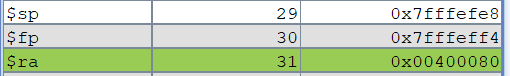 $sp 29 0x7fffefe8
$fp 30 0x7fffeff4
$ra 31 0x00400080